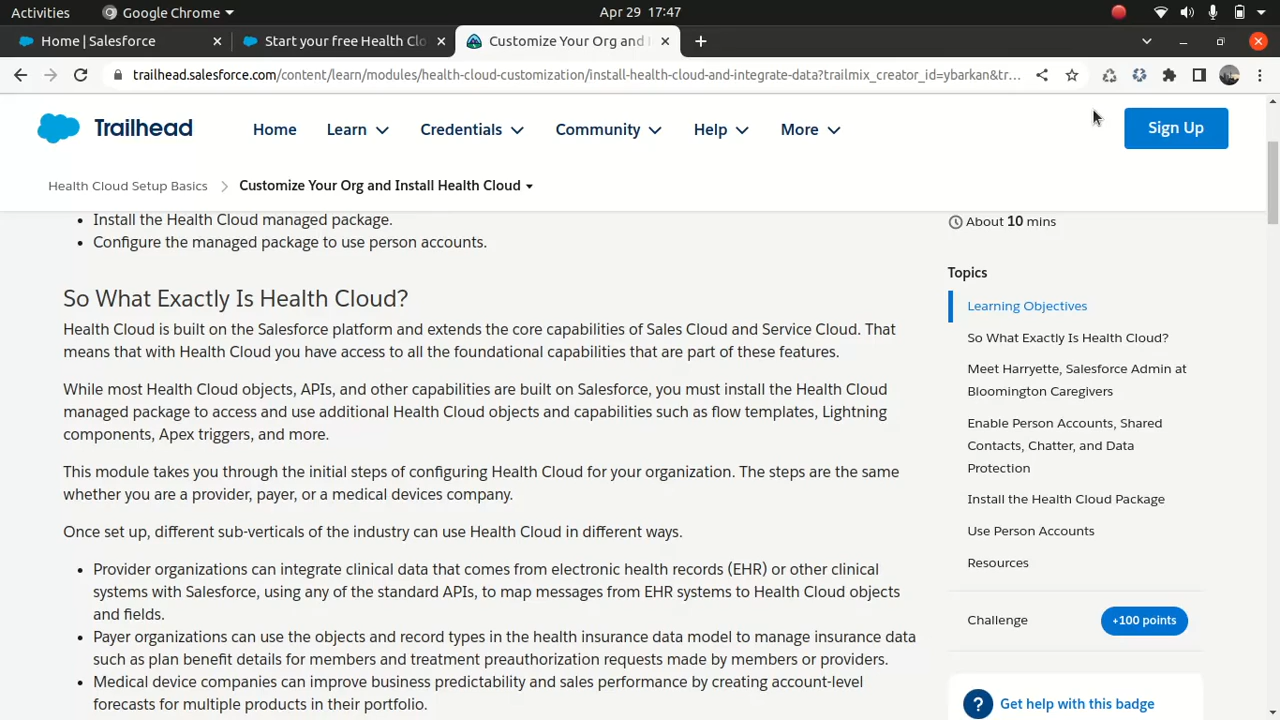 Activities
Google Chrome
Apr 29 17:47
Home | Salesforce
Start your free Health Clo
Customize Your Org and
trailhead.salesforce.com/content/learn/modules/health-cloud-customization/install-health-cloud-and-integrate-data?trailmix_creator_id=ybarkan&tr...
Trailhead
Home
Learn
Credentials
Community
Help
More
Sign Up
Health Cloud Setup Basics
Customize Your Org and Install Health Cloud
• Install the Health Cloud managed package.
• Configure the managed package to use person accounts.
So What Exactly Is Health Cloud?
Health Cloud is built on the Salesforce platform and extends the core capabilities of Sales Cloud and Service Cloud. That
means that with Health Cloud you have access to all the foundational capabilities that are part of these features.
While most Health Cloud objects, APIs, and other capabilities are built on Salesforce, you must install the Health Cloud
managed package to access and use additional Health Cloud objects and capabilities such as flow templates, Lightning
components, Apex triggers, and more.
This module takes you through the initial steps of configuring Health Cloud for your organization. The steps are the same
whether you are a provider, payer, or a medical devices company.
Once set up, different sub-verticals of the industry can use Health Cloud in different ways.
• Provider organizations can integrate clinical data that comes from electronic health records (EHR) or other clinical
systems with Salesforce, using any of the standard APIs, to map messages from EHR systems to Health Cloud objects
and fields.
• Payer organizations can use the objects and record types in the health insurance data model to manage insurance data
such as plan benefit details for members and treatment preauthorization requests made by members or providers.
• Medical device companies can improve business predictability and sales performance by creating account-level
forecasts for multiple products in their portfolio.
About 10 mins
Topics
Learning Objectives
So What Exactly Is Health Cloud?
Meet Harryette, Salesforce Admin at
Bloomington Caregivers
Enable Person Accounts, Shared
Contacts, Chatter, and Data
Protection
Install the Health Cloud Package
Use Person Accounts
Resources
Challenge
+100 points
? Get help with this badge